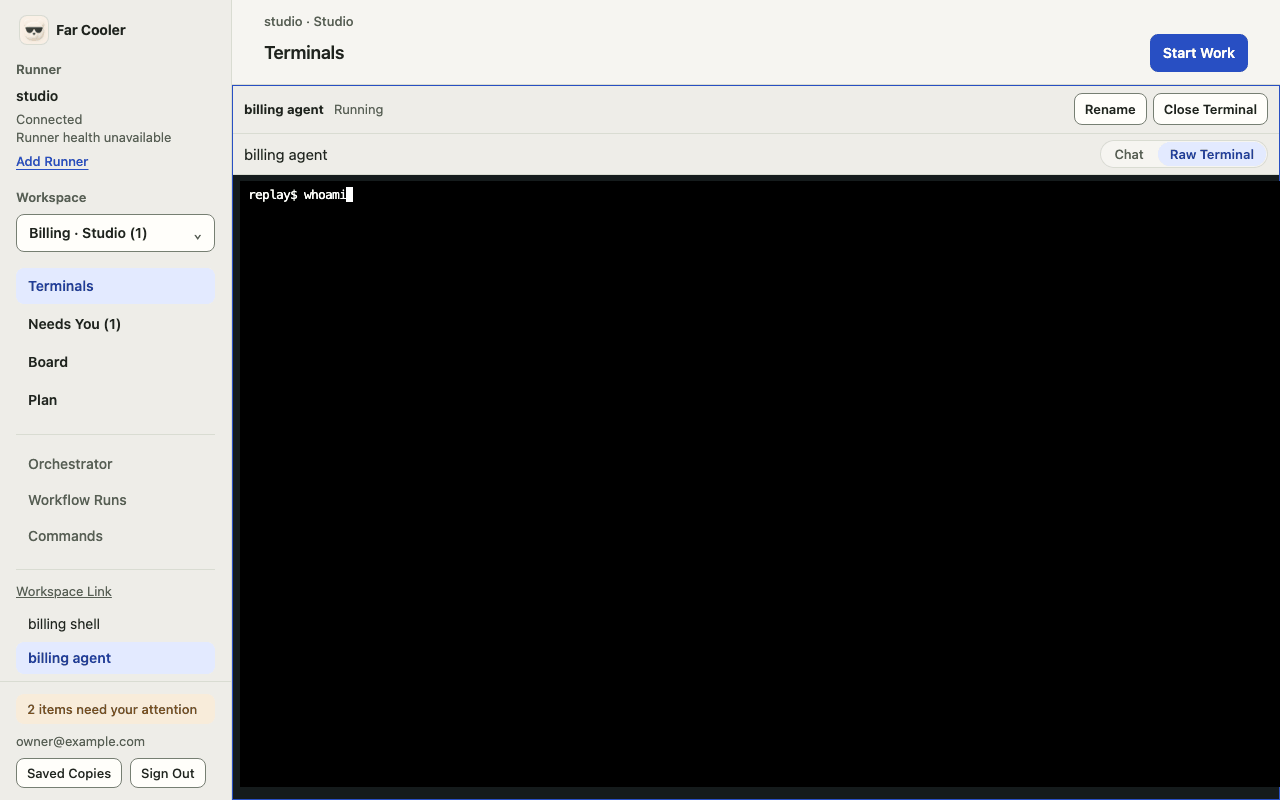 Far Cooler
Runner
studio
Connected
Runner health unavailable
Add Runner
Workspace
Billing · Studio (1)
Terminals
Needs You (1)
Board
Plan
Orchestrator
Workflow Runs
Commands
Workspace Link
billing shell
billing agent
2 items need your attention
owner@example.com
Saved Copies Sign Out
studio · Studio
Terminals
Start Work
billing agent Running
Rename Close Terminal
billing agent
Chat Raw Terminal
replay$ whoami